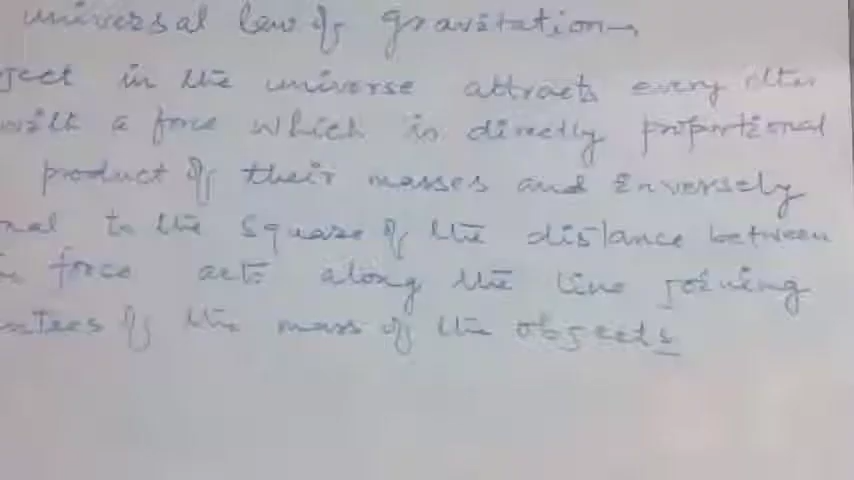 universal law of gravitation
ject in the universe attracts every other
with a force which is directly proportional
product of their masses and inversely
nal to the square of the distance between
force acts along the line joining
nters of the mass of the objects